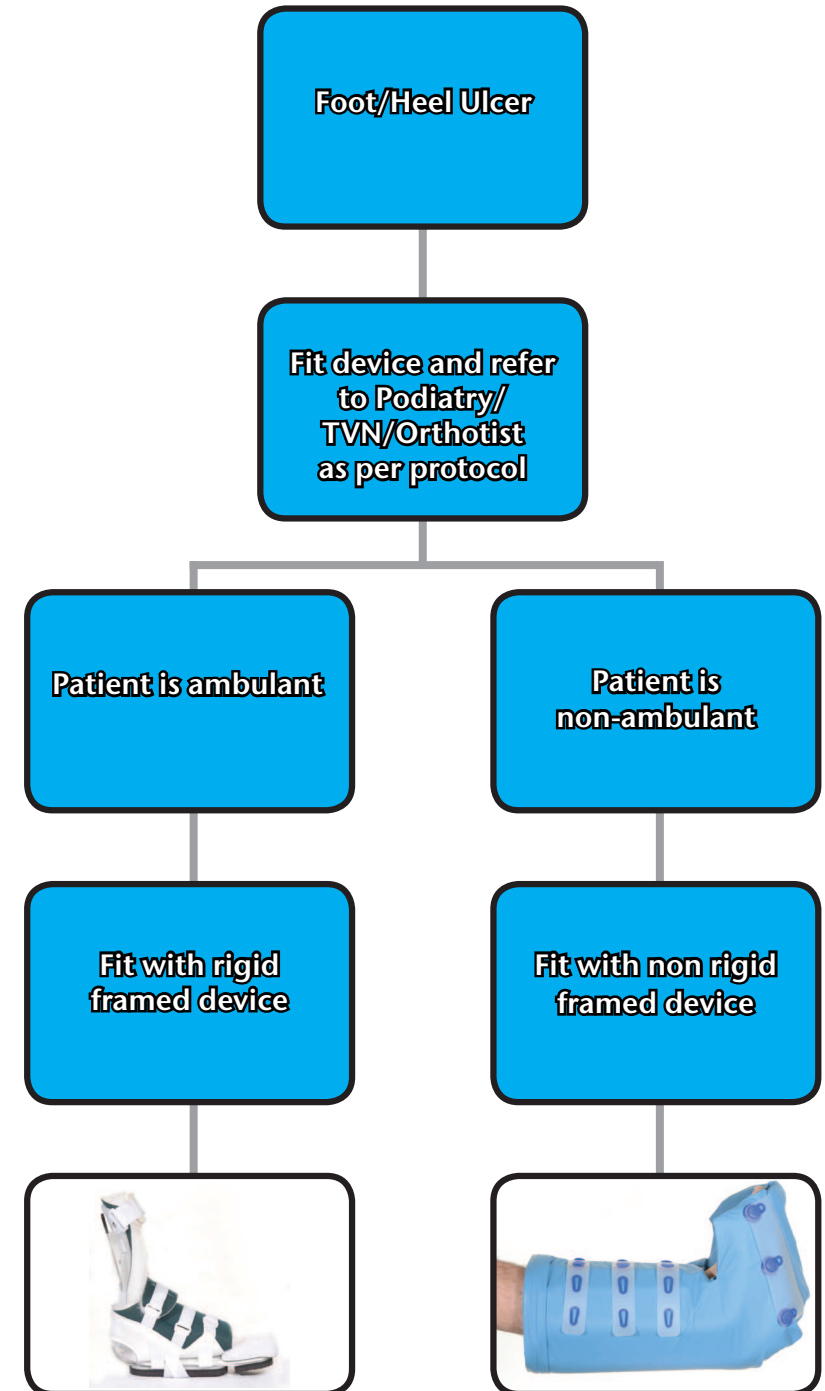 Foot/Heel Ulcer
Fit device and refer
to Podiatry/
TVN/Orthotist
as per protocol
Patient is ambulant
Patient is
non-ambulant
Fit with rigid
framed device
Fit with non rigid
framed device